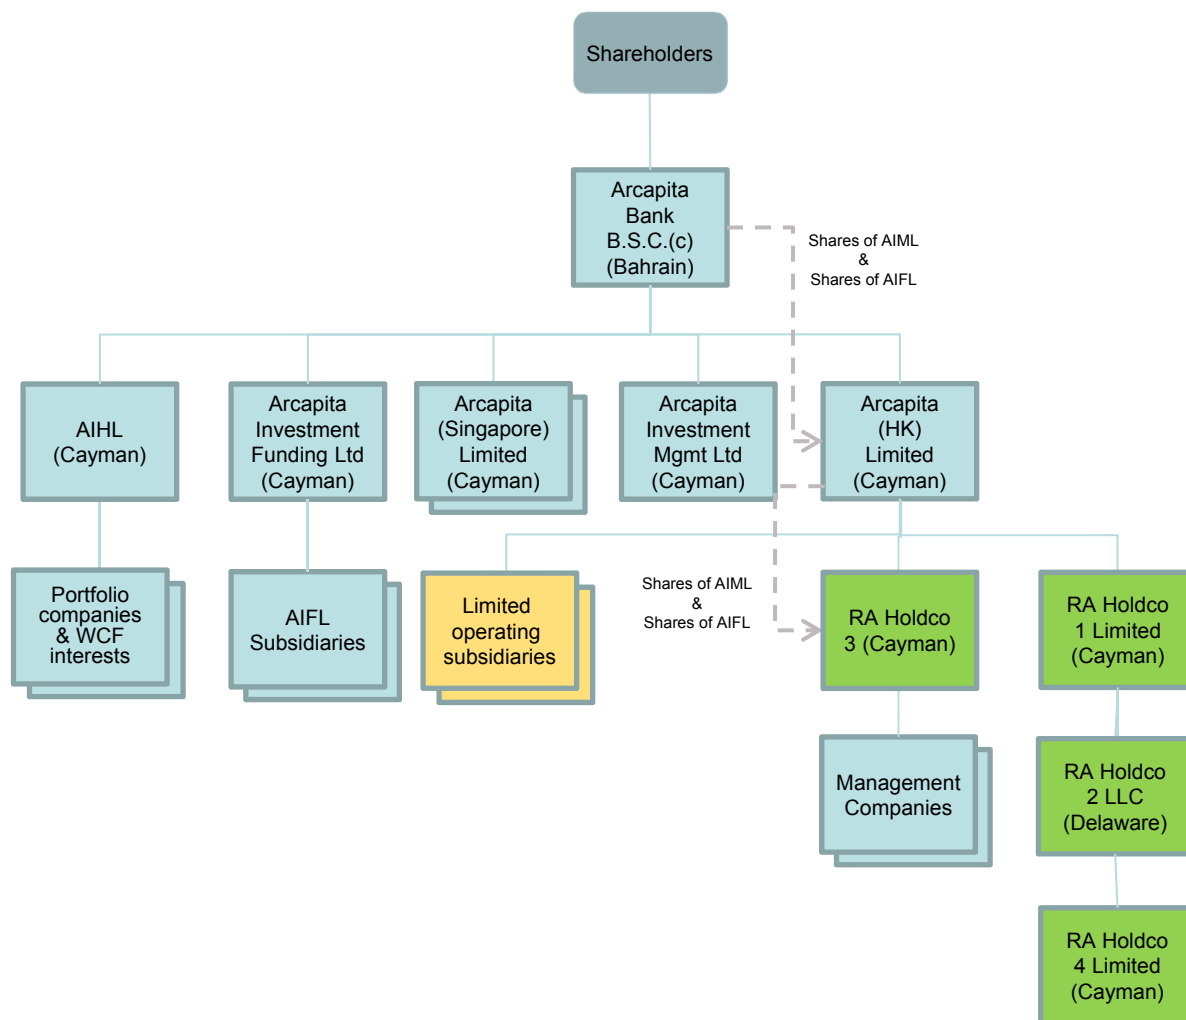 Shareholders
Arcapita
Bank
B.S.C.(c)
(Bahrain)
Shares of AIML
&
Shares of AIFL
AIHL
(Cayman)
Arcapita
Investment
Funding Ltd
(Cayman)
Arcapita
(Singapore)
Limited
(Cayman)
Arcapita
Investment
Mgmt Ltd
(Cayman)
Arcapita
(HK)
Limited
(Cayman)
Portfolio
companies
& WCF
interests
AIFL
Subsidiaries
Limited
operating
subsidiaries
Shares of AIML
&
Shares of AIFL
RA Holdco
3 (Cayman)
RA Holdco
1 Limited
(Cayman)
Management
Companies
RA Holdco
2 LLC
(Delaware)
RA Holdco
4 Limited
(Cayman)